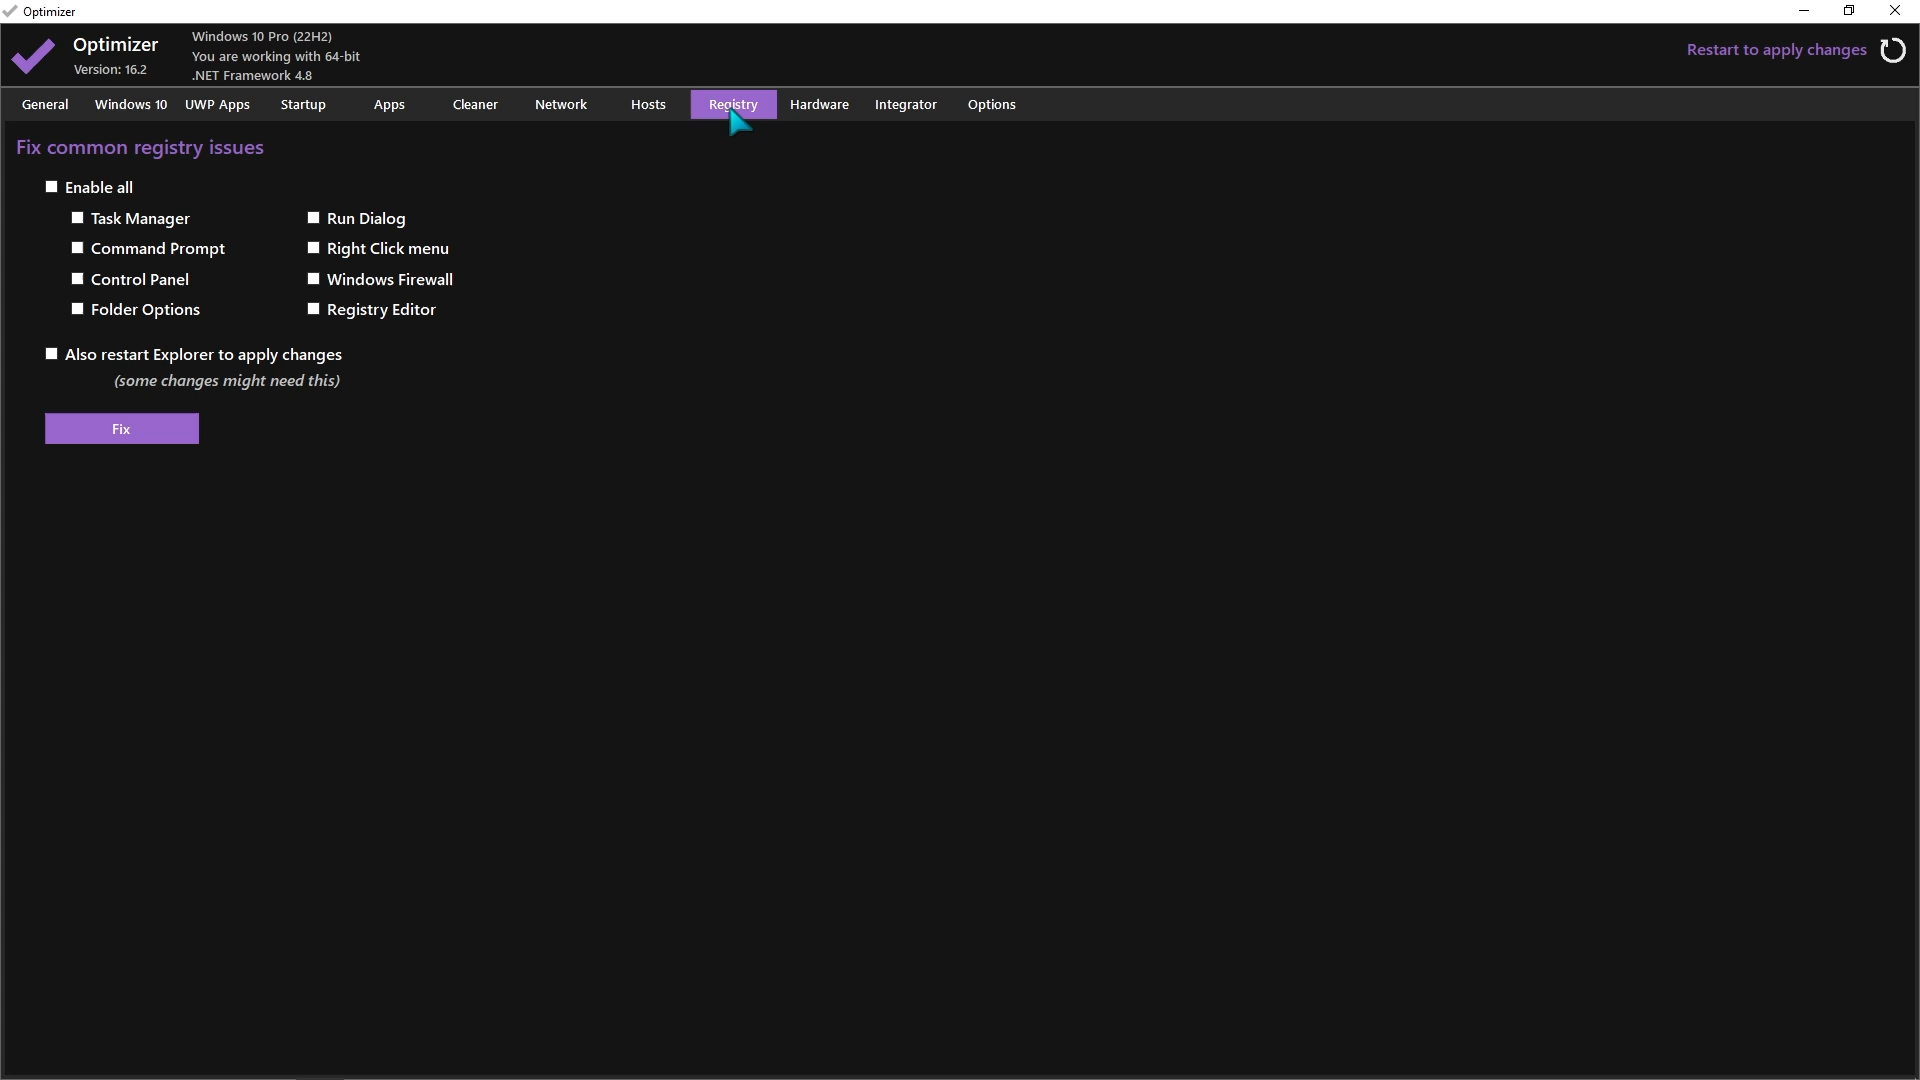 Optimizer
Optimizer
Version: 16.2
Windows 10 Pro (22H2)
You are working with 64-bit
.NET Framework 4.8
Restart to apply changes
General Windows 10 UWP Apps Startup Apps Cleaner Network Hosts Registry Hardware Integrator Options
Fix common registry issues
Enable all
Task Manager Run Dialog
Command Prompt Right Click menu
Control Panel Windows Firewall
Folder Options Registry Editor
Also restart Explorer to apply changes
(some changes might need this)
Fix